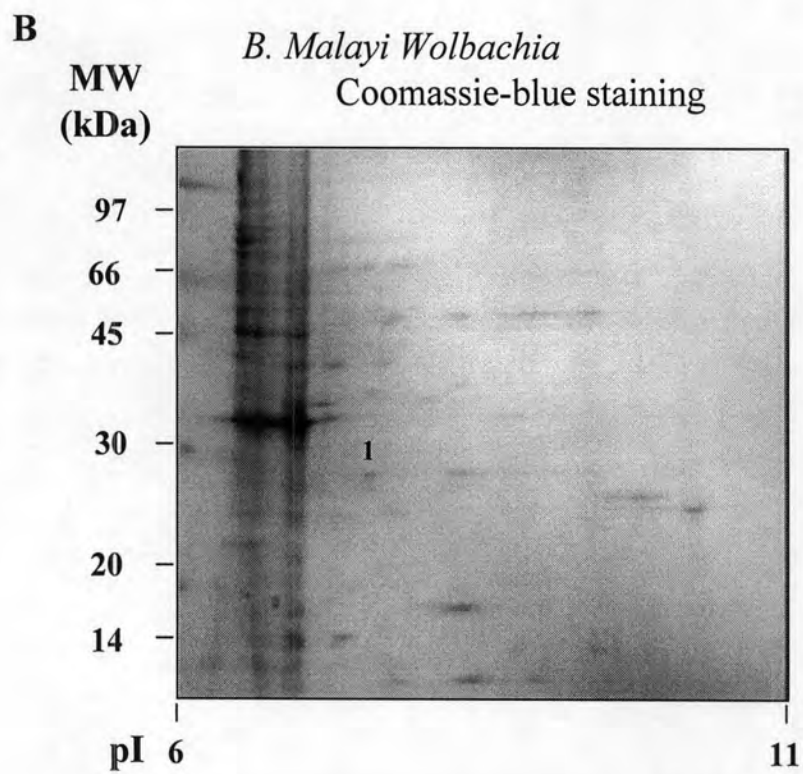 B
B. Malayi Wolbachia
Coomassie-blue staining
MW
(kDa)
97
66
45
30
20
14
1
pI 6 11